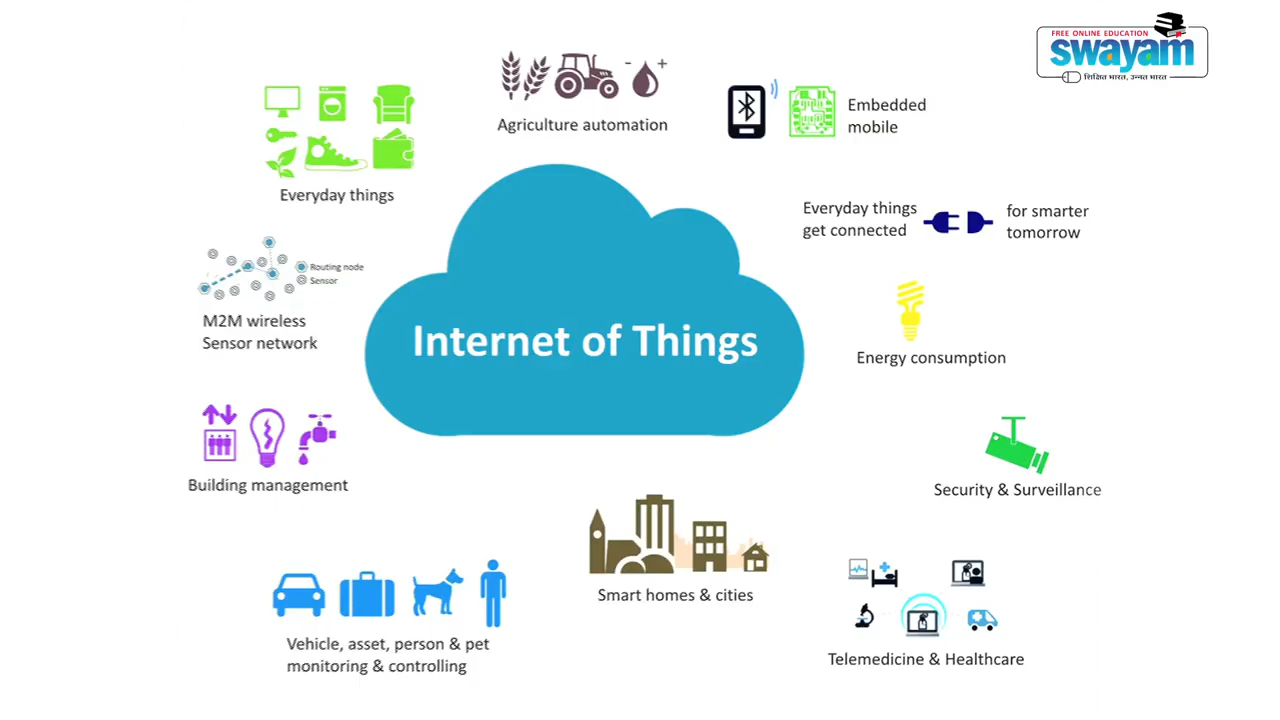 FREE ONLINE EDUCATION
swayam
शिक्षित भारत, उन्नत भारत
Agriculture automation
Embedded
mobile
Everyday things
Everyday things
get connected
for smarter
tomorrow
Routing node
Sensor
M2M wireless
Sensor network
Internet of Things
Energy consumption
Building management
Security & Surveillance
Smart homes & cities
Vehicle, asset, person & pet
monitoring & controlling
Telemedicine & Healthcare